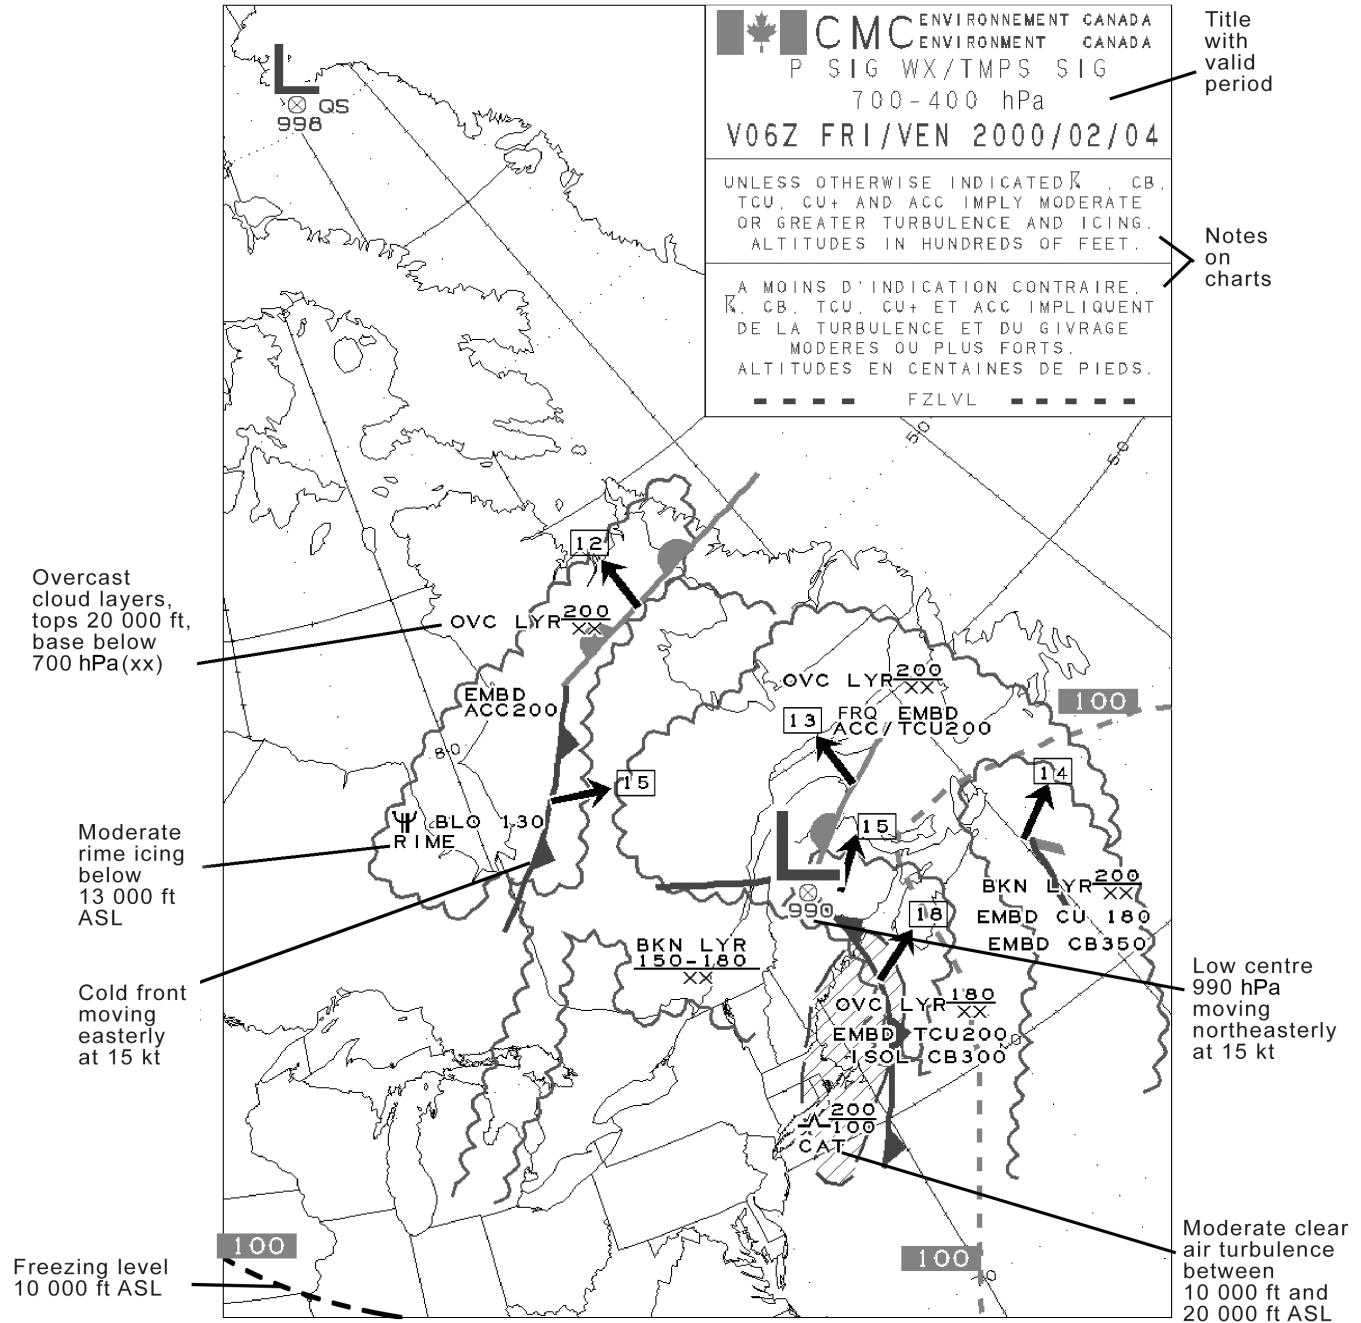 CMC
ENVIRONNEMENT CANADA
ENVIRONMENT CANADA
P SIG WX/TMPS SIG
700-400 hPa
V06Z FRI/VEN 2000/02/04
UNLESS OTHERWISE INDICATED , CB,
TCU, CU+ AND ACC IMPLY MODERATE
OR GREATER TURBULENCE AND ICING.
ALTITUDES IN HUNDREDS OF FEET.
A MOINS D'INDICATION CONTRAIRE,
, CB, TCU, CU+ ET ACC IMPLIQUENT
DE LA TURBULENCE ET DU GIVRAGE
MODERES OU PLUS FORTS.
ALTITUDES EN CENTAINES DE PIEDS.
FZLVL
Title
with
valid
period
Notes
on
charts
L
QS
998
50
50
12
OVC LYR 200
XX
Overcast
cloud layers,
tops 20 000 ft,
base below
700 hPa(xx)
EMBD
ACC200
80
15
BLO 130
RIME
Moderate
rime icing
below
13 000 ft
ASL
Cold front
moving
easterly
at 15 kt
OVC LYR 200
XX
13
FRQ EMBD
ACC/TCU200
100
14
15
L
990
18
BKN LYR 200
XX
EMBD CU 180
EMBD CB350
BKN LYR
150-180
XX
OVC LYR 180
XX
EMBD TCU200
ISOL CB300
Low centre
990 hPa
moving
northeasterly
at 15 kt
200
100
CAT
Moderate clear
air turbulence
between
10 000 ft and
20 000 ft ASL
100
100
Freezing level
10 000 ft ASL